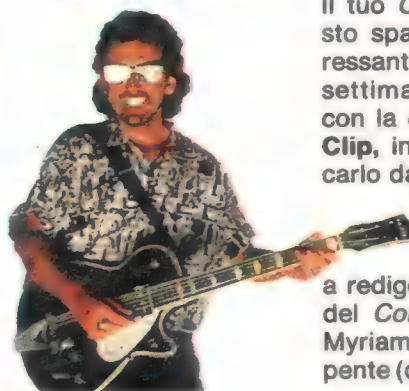 Il tuo
sto spa
ressant
settima
con la
Clip, in
carlo da
a redige
del Co
Myriam
pente (